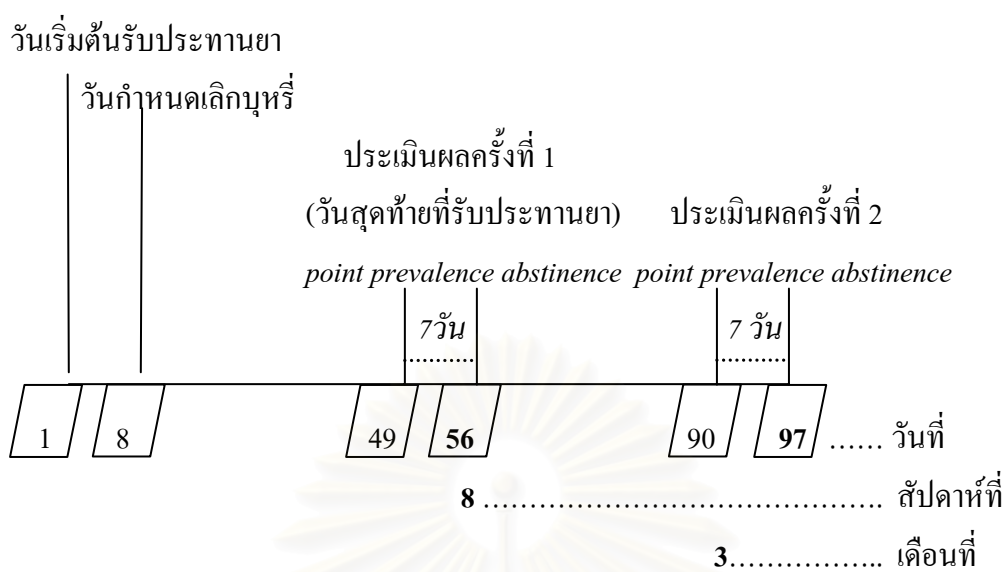 วันเริ่มต้นรับประทานยา
วันกำหนดเลิกบุหรี่
ประเมินผลครั้งที่ 1
(วันสุดท้ายที่รับประทานยา) ประเมินผลครั้งที่ 2
point prevalence abstinence point prevalence abstinence
7วัน 7 วัน
1 8 49 56 90 97 …… วันที่
8 ………………………………………. สัปดาห์ที่
3…………….. เดือนที่